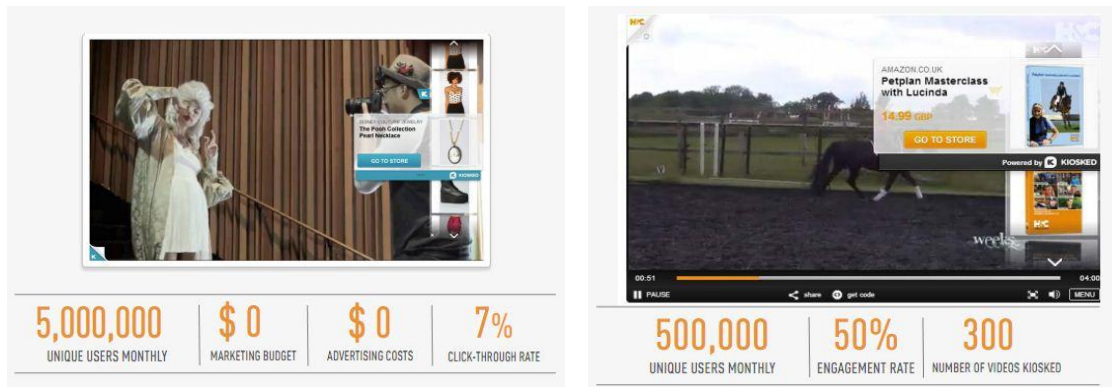 JERSEY COUTURE JEWELRY
The Pooh Collection
Pearl Necklace
GO TO STORE
K KIOSKED
K
5,000,000
UNIQUE USERS MONTHLY
$ 0
MARKETING BUDGET
$ 0
ADVERTISING COSTS
7%
CLICK-THROUGH RATE
H&C
H&C
AMAZON.CO.UK
Petplan Masterclass
with Lucinda
14.99 GBP
GO TO STORE
Powered by K KIOSKED
H&C
weeks
00:51
04:00
PAUSE
share
get code
MENU
500,000
UNIQUE USERS MONTHLY
50%
ENGAGEMENT RATE
300
NUMBER OF VIDEOS KIOSKED